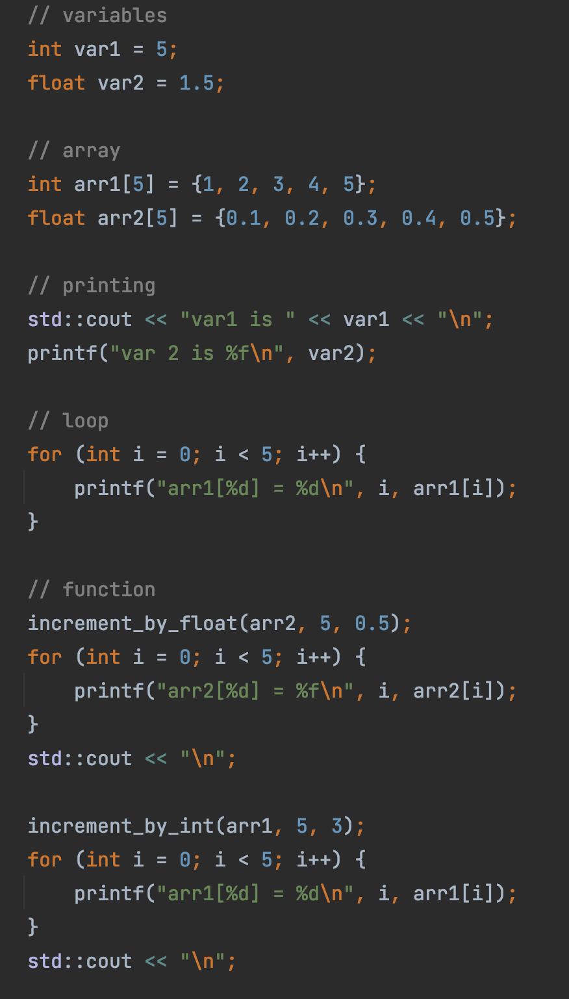 // variables
int var1 = 5;
float var2 = 1.5;
// array
int arr1[5] = {1, 2, 3, 4, 5};
float arr2[5] = {0.1, 0.2, 0.3, 0.4, 0.5};
// printing
std::cout << "var1 is " << var1 << "\n";
printf("var 2 is %f\n", var2);
// loop
for (int i = 0; i < 5; i++) {
    printf("arr1[%d] = %d\n", i, arr1[i]);
}
// function
increment_by_float(arr2, 5, 0.5);
for (int i = 0; i < 5; i++) {
    printf("arr2[%d] = %f\n", i, arr2[i]);
}
std::cout << "\n";
increment_by_int(arr1, 5, 3);
for (int i = 0; i < 5; i++) {
    printf("arr1[%d] = %d\n", i, arr1[i]);
}
std::cout << "\n";